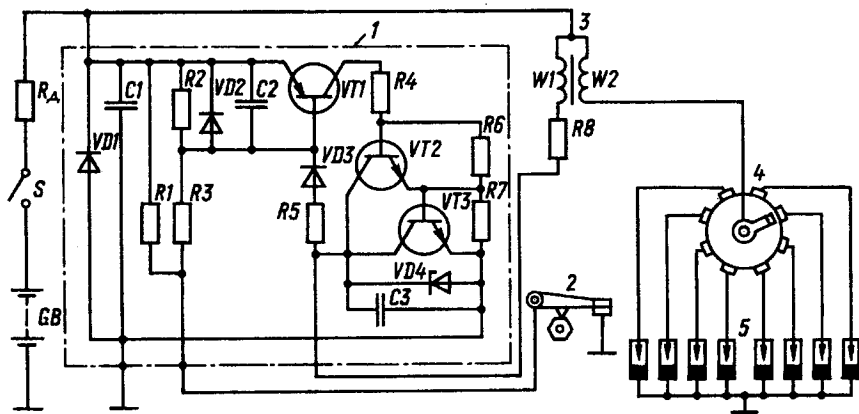 1
3
R2
VD2
C2
VT1
R4
W1
W2
Rд
C1
R8
R6
VD1
VT2
VD3
S
4
R1
R3
R5
VT3
R7
VD4
2
GB
C3
5